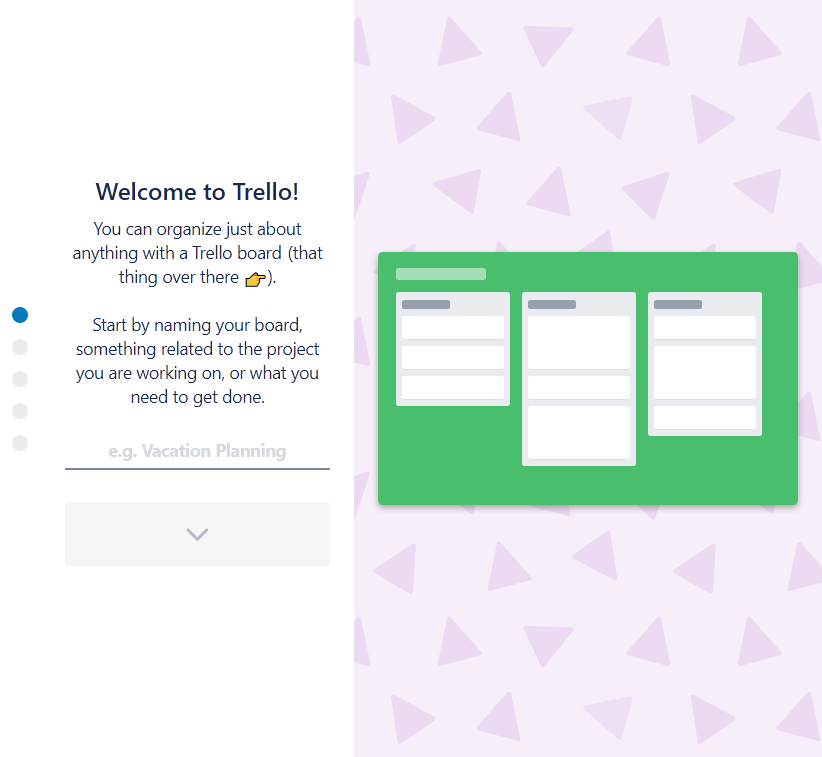 Welcome to Trello!
You can organize just about
anything with a Trello board (that
thing over there 👉).
Start by naming your board,
something related to the project
you are working on, or what you
need to get done.
e.g. Vacation Planning